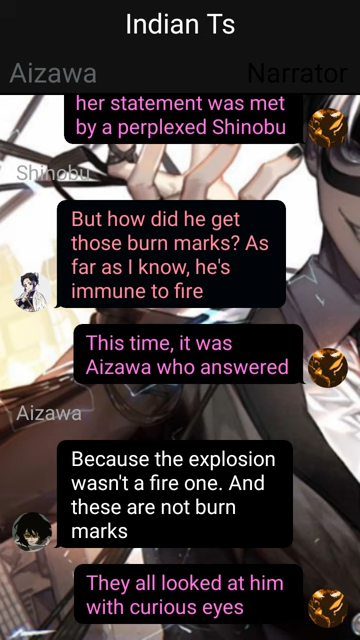 Indian Ts
Aizawa
Narrator
her statement was met
by a perplexed Shinobu
Shinobu
But how did he get
those burn marks? As
far as I know, he's
immune to fire
This time, it was
Aizawa who answered
Aizawa
Because the explosion
wasn't a fire one. And
these are not burn
marks
They all looked at him
with curious eyes